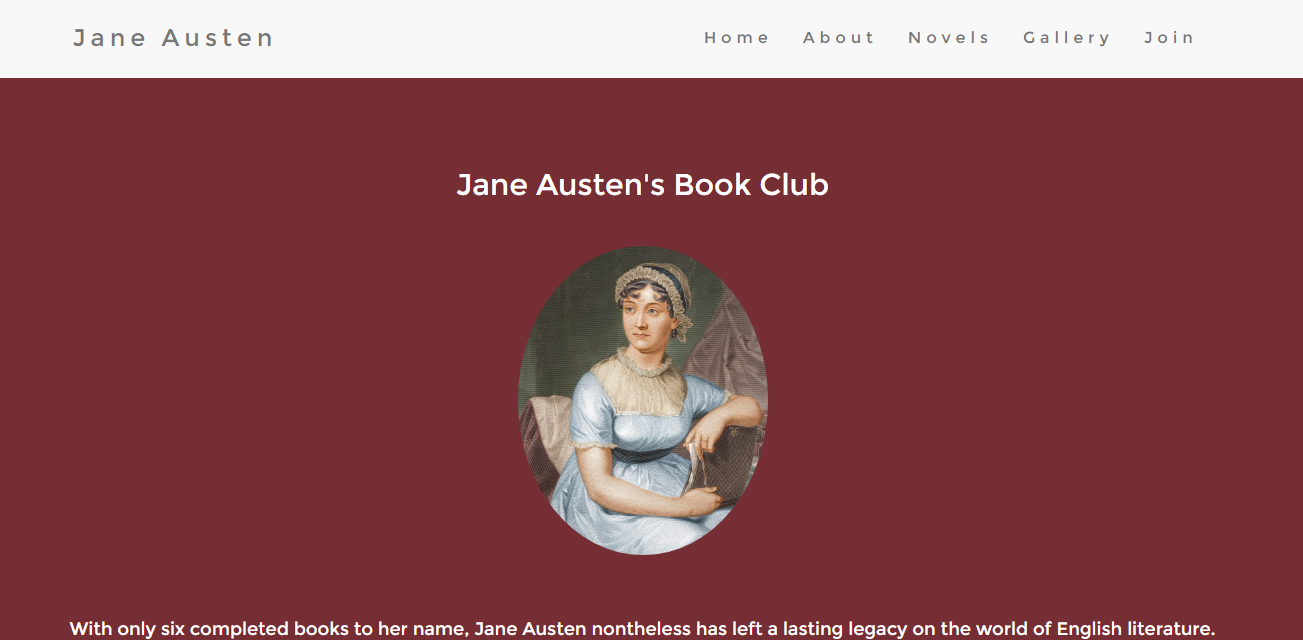 Jane Austen
Home About Novels Gallery Join
Jane Austen's Book Club
With only six completed books to her name, Jane Austen nontheless has left a lasting legacy on the world of English literature.